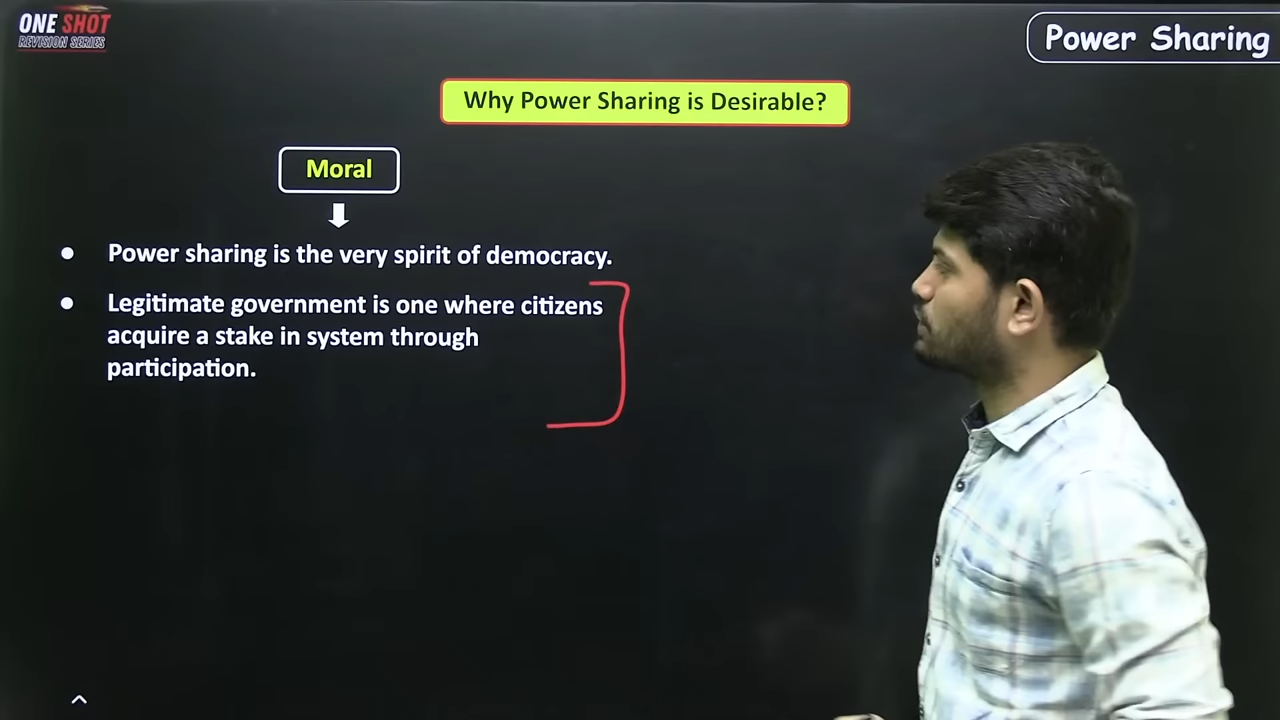 ONE SHOT
REVISION SERIES
Power Sharing
Why Power Sharing is Desirable?
Moral
• Power sharing is the very spirit of democracy.
• Legitimate government is one where citizens
acquire a stake in system through
participation.